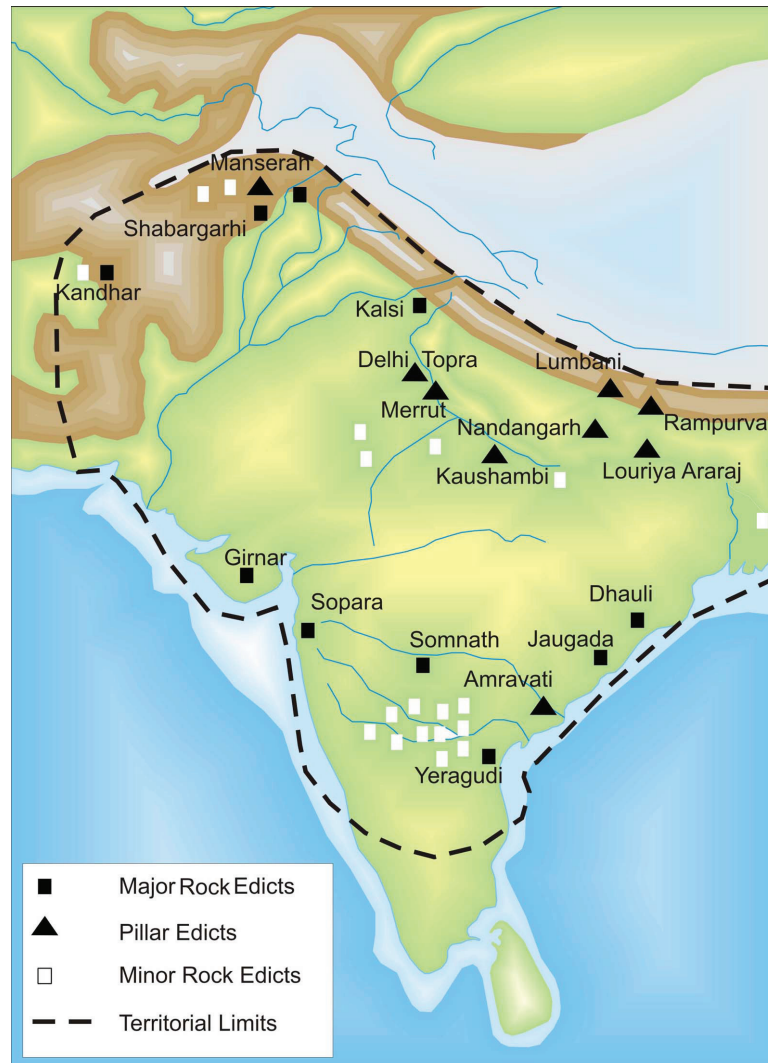 Manserah
Shabargarhi
Kandhar
Kalsi
Delhi Topra
Lumbani
Merrut
Nandangarh
Rampurva
Kaushambi
Louriya Araraj
Girnar
Sopara
Dhauli
Somnath
Jaugada
Amravati
Yeragudi
Major Rock Edicts
Pillar Edicts
Minor Rock Edicts
Territorial Limits